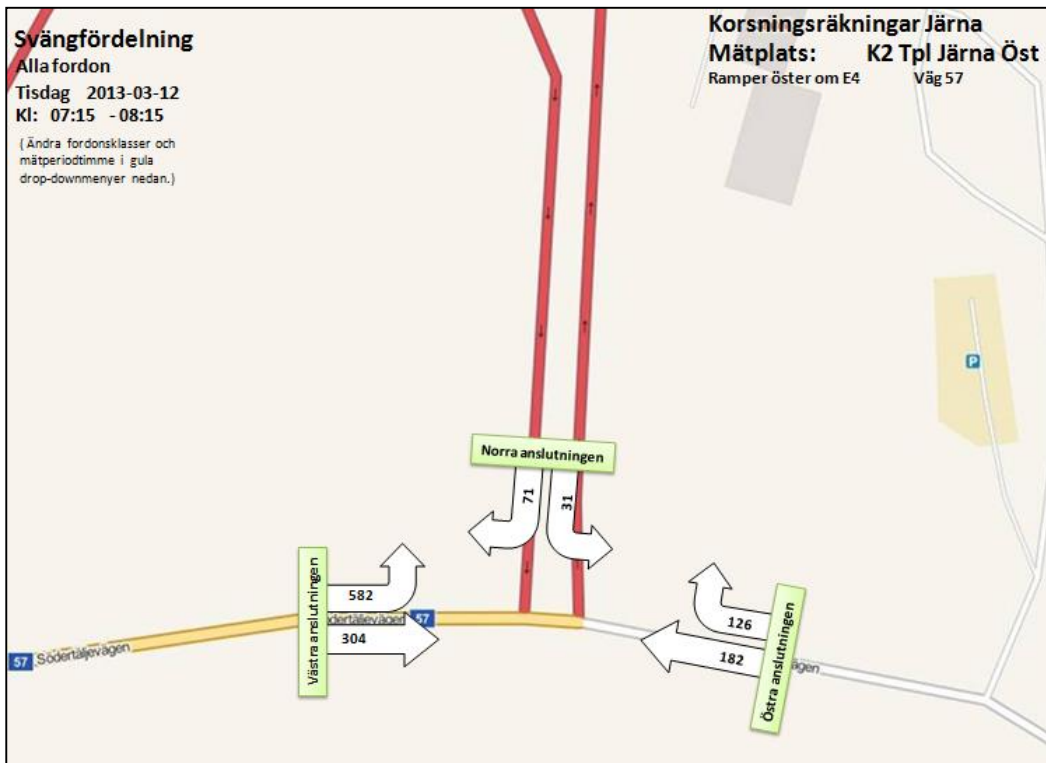 Svängfördelning
Alla fordon
Tisdag 2013-03-12
Kl: 07:15 - 08:15
(Ändra fordonsklasser och
mätperiodtimme i gula
drop-downmenyer nedan.)
Korsningsräkningar Järna
Mätplats: K2 Tpl Järna Öst
Ramper öster om E4 Väg 57
P
Norra anslutningen
71
31
Västra anslutningen
582
304
57
57 Södertäljevägen
Östra anslutningen
126
182